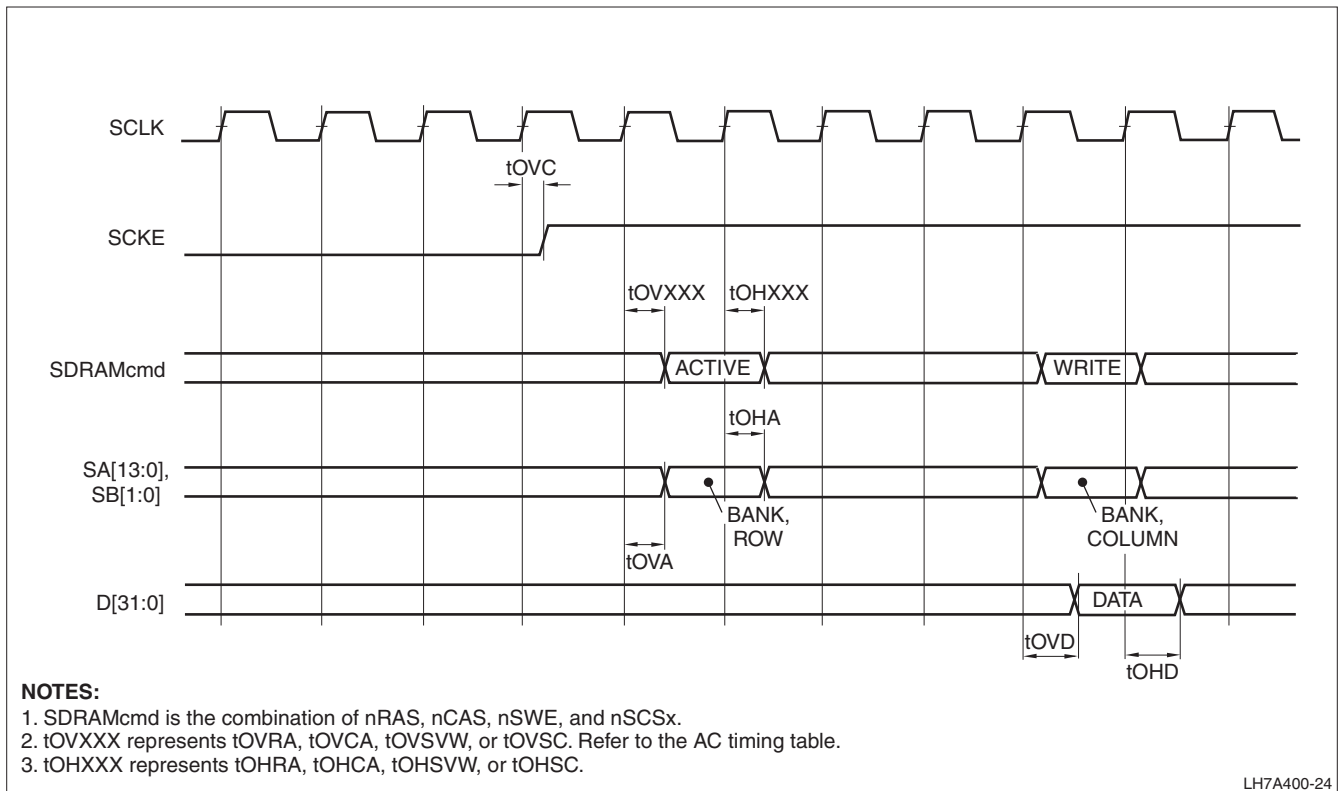 SCLK
tOVC
SCKE
tOVXXX
tOHXXX
SDRAMcmd
ACTIVE
WRITE
tOHA
SA[13:0],
SB[1:0]
BANK,
ROW
BANK,
COLUMN
tOVA
D[31:0]
DATA
tOVD
tOHD
NOTES:
1. SDRAMcmd is the combination of nRAS, nCAS, nSWE, and nSCSx.
2. tOVXXX represents tOVRA, tOVCA, tOVSVW, or tOVSC. Refer to the AC timing table.
3. tOHXXX represents tOHRA, tOHCA, tOHSVW, or tOHSC.
LH7A400-24